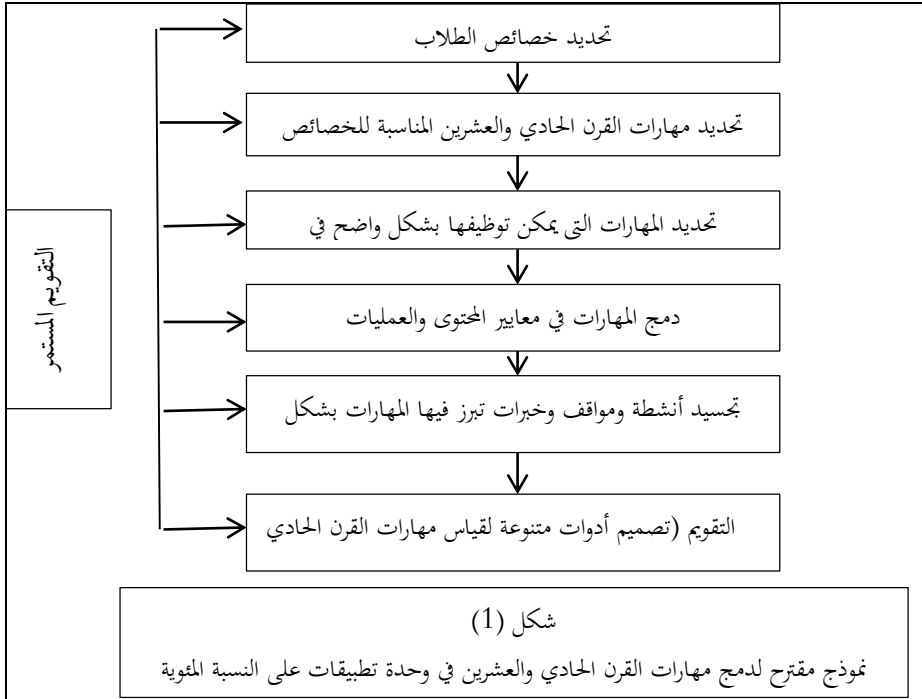 تحديد خصائص الطلاب
تحديد مهارات القرن الحادي والعشرين المناسبة للخصائص
تحديد المهارات التى يمكن توظيفها بشكل واضح في
دمج المهارات في معايير المحتوى والعمليات
تجسيد أنشطة ومواقف وخبرات تبرز فيها المهارات بشكل
التقويم (تصميم أدوات متنوعة لقياس مهارات القرن الحادي
التقويم المستمر
شكل (1)
نموذج مقترح لدمج مهارات القرن الحادي والعشرين في وحدة تطبيقات على النسبة المئوية